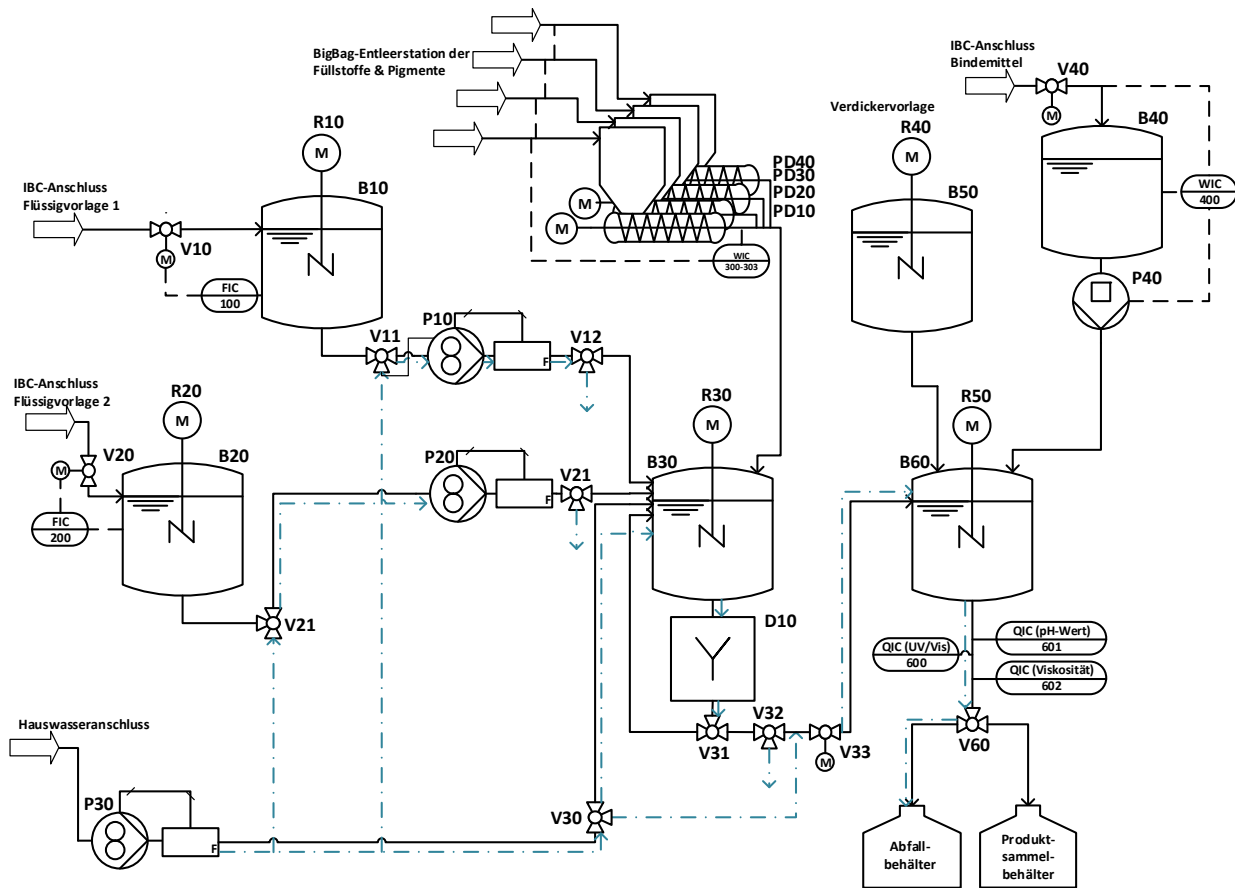 BigBag-Entleerstation der
Füllstoffe & Pigmente
IBC-Anschluss
Bindemittel
V40
M
Verdickervorlage
R10
M
R40
M
B40
PD40
PD30
PD20
PD10
WIC
400
IBC-Anschluss
Flüssigvorlage 1
B10
B50
M
M
V10
M
WIC
300-303
P40
FIC
100
P10
V11
F
V12
IBC-Anschluss
Flüssigvorlage 2
R20
M
R30
M
R50
M
V20
M
B20
P20
V21
B30
B60
F
FIC
200
V21
D10
QIC (pH-Wert)
601
QIC (UV/Vis)
600
QIC (Viskosität)
602
Hauswasseranschluss
V32
V31
V33
M
V60
P30
F
V30
Abfall-
behälter
Produkt-
sammel-
behälter